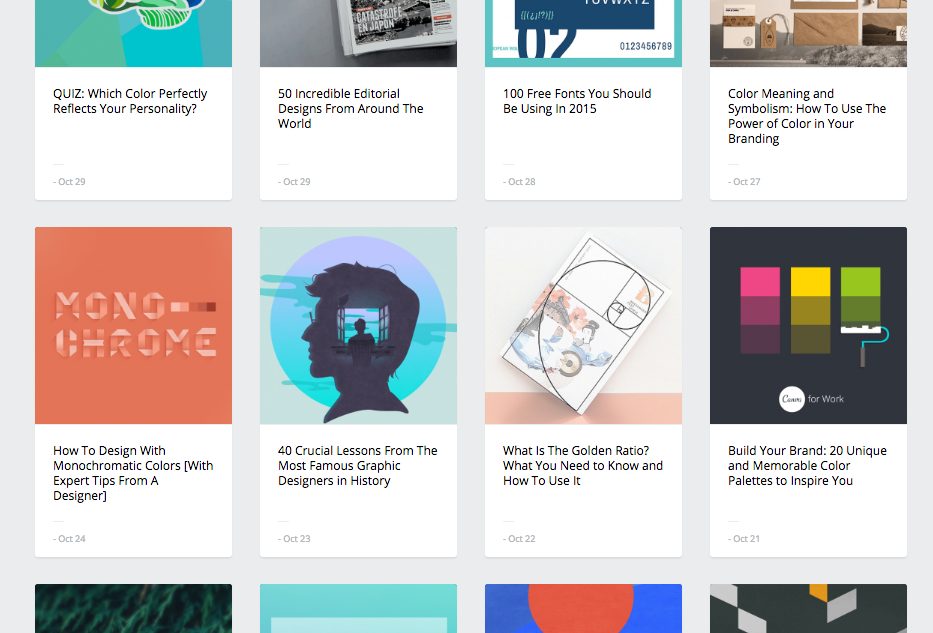 CATASTROFE
EN JAPÓN
TUVWXYZ
[{(¿¡!?)}]
02
0123456789
QUIZ: Which Color Perfectly
Reflects Your Personality?
- Oct 29
50 Incredible Editorial
Designs From Around The
World
- Oct 29
100 Free Fonts You Should
Be Using In 2015
- Oct 28
Color Meaning and
Symbolism: How To Use The
Power of Color in Your
Branding
- Oct 27
MONO
CHROME
How To Design With
Monochromatic Colors [With
Expert Tips From A
Designer]
- Oct 24
40 Crucial Lessons From The
Most Famous Graphic
Designers in History
- Oct 23
What Is The Golden Ratio?
What You Need to Know and
How To Use It
- Oct 22
Canva for Work
Build Your Brand: 20 Unique
and Memorable Color
Palettes to Inspire You
- Oct 21